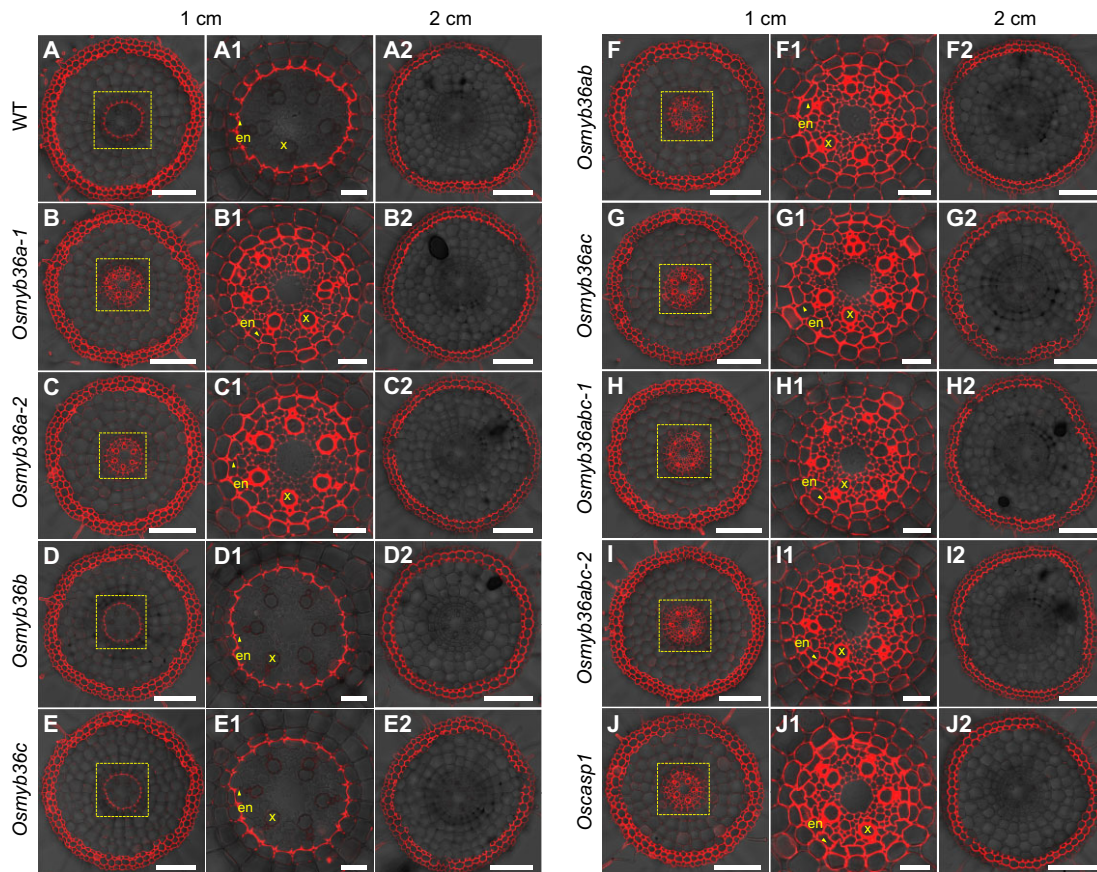 1 cm 2 cm 1 cm 2 cm
WT A A1 en x A2 Osmyb36ab F F1 en x F2
Osmyb36a-1 B B1 en x B2 Osmyb36ac G G1 en x G2
Osmyb36a-2 C C1 en x C2 Osmyb36abc-1 H H1 en x H2
Osmyb36b D D1 en x D2 Osmyb36abc-2 I I1 en x I2
Osmyb36c E E1 en x E2 Oscasp1 J J1 en x J2